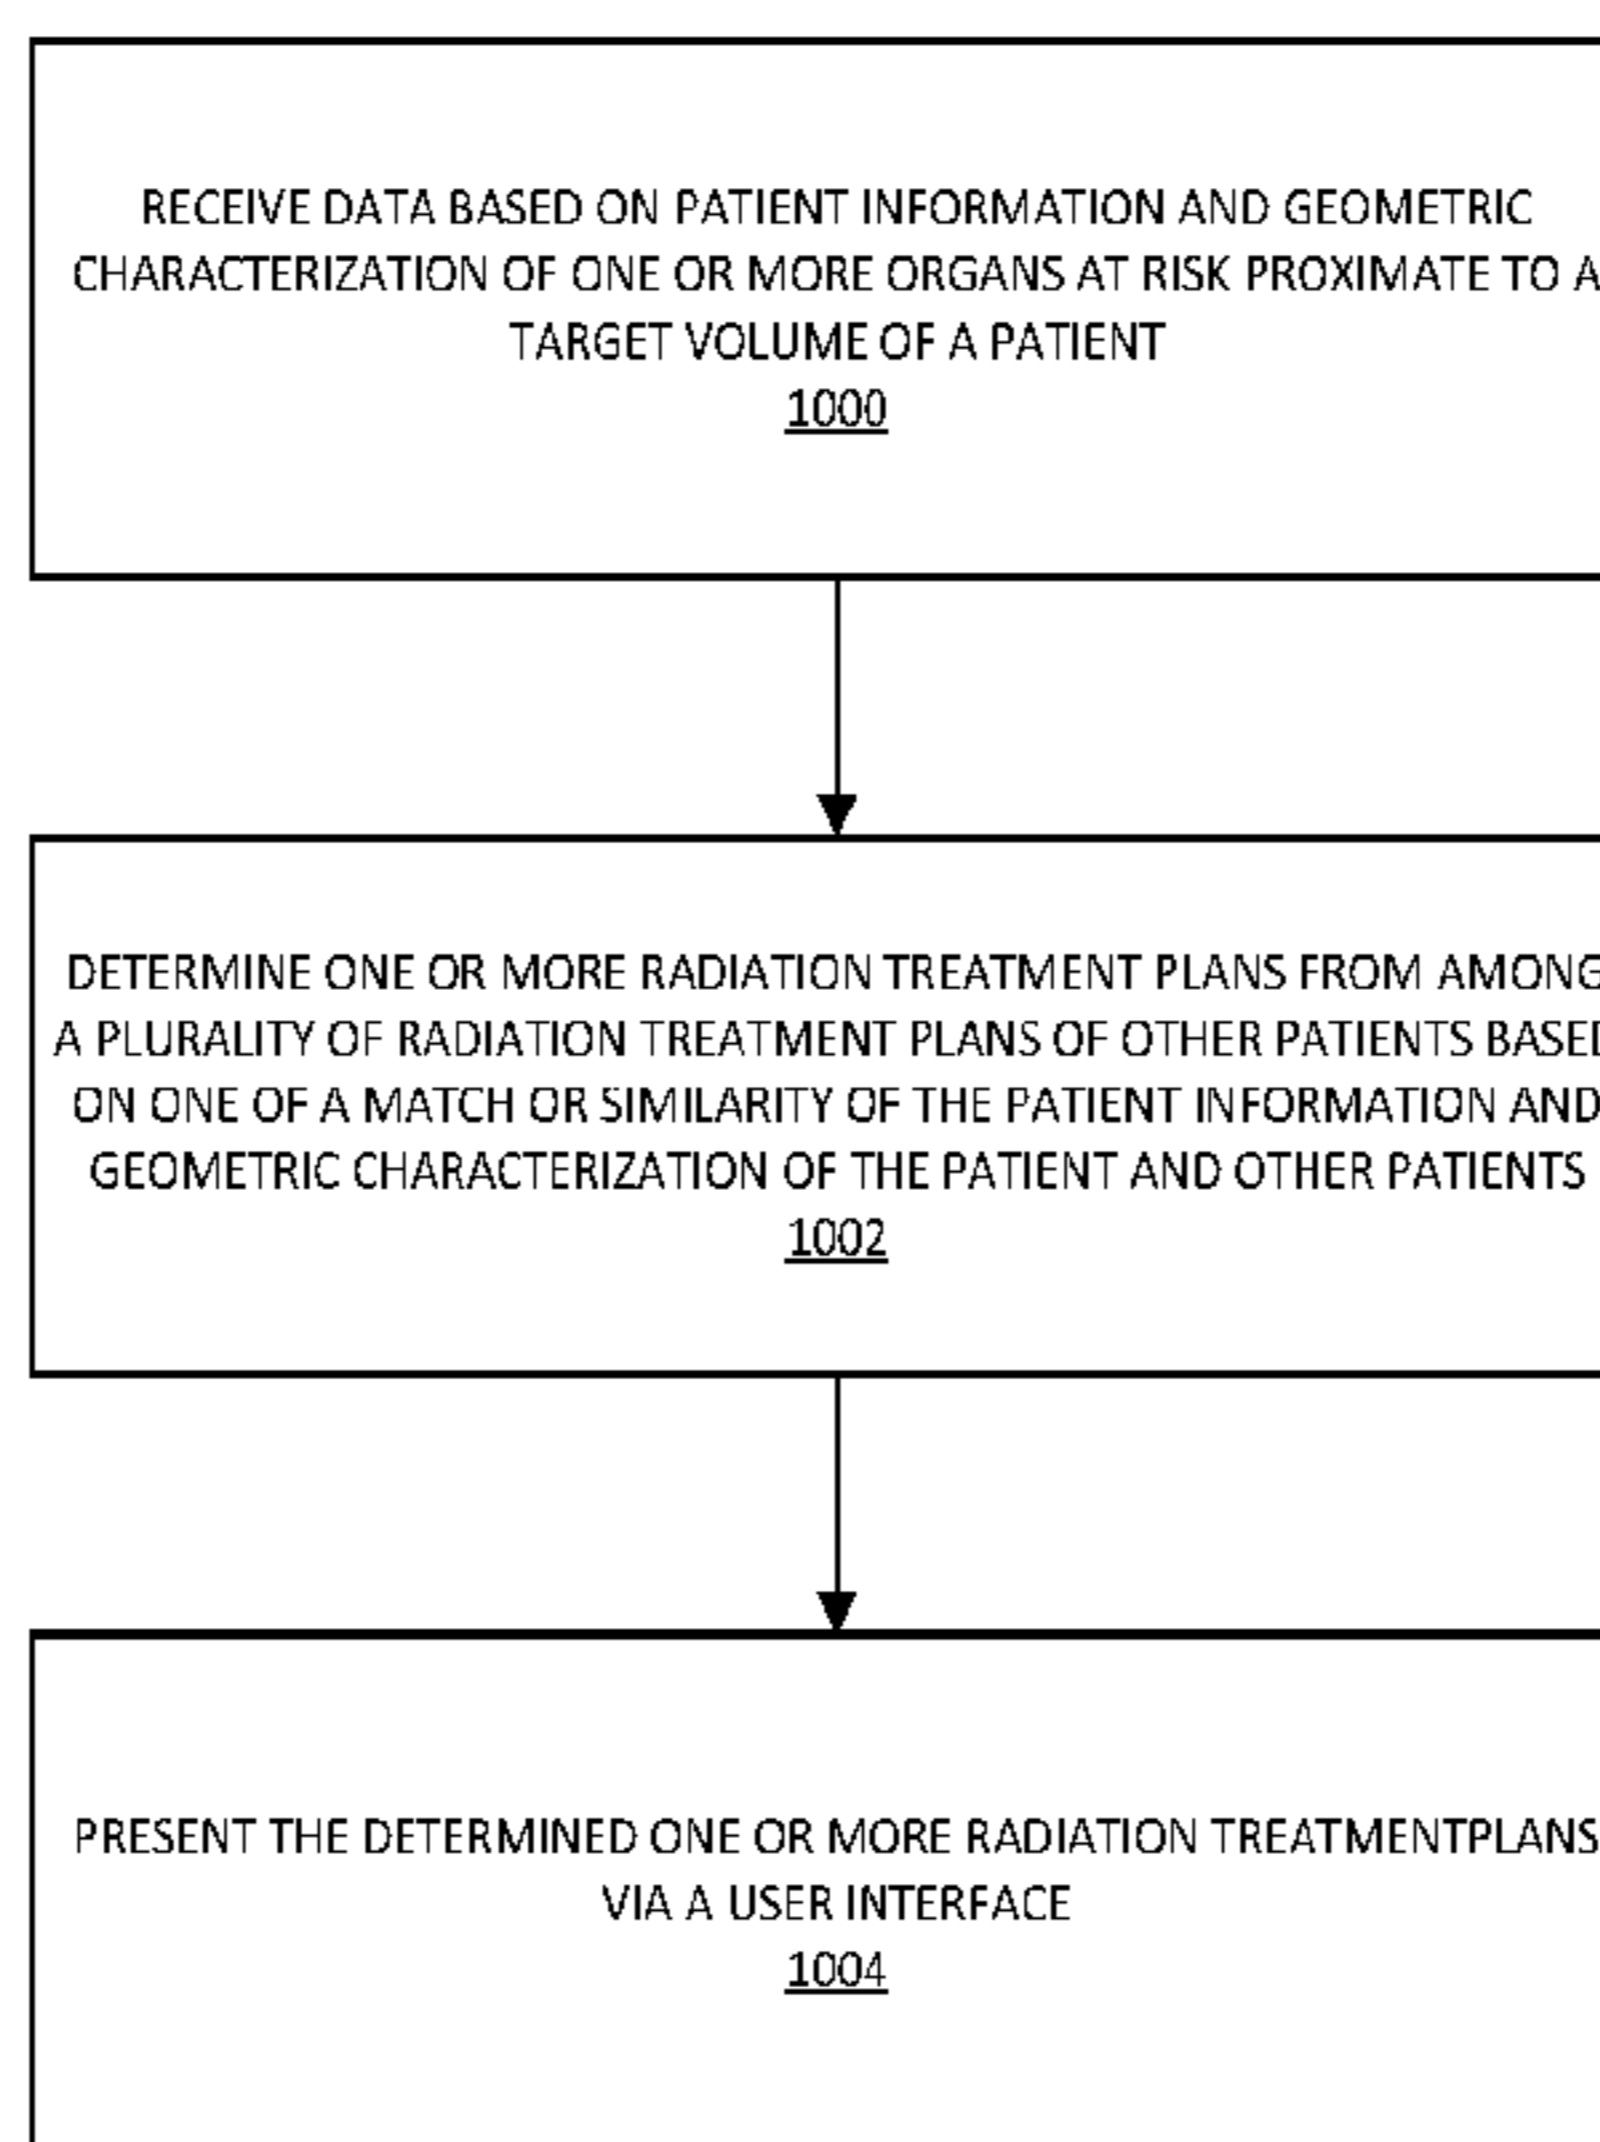 RECEIVE DATA BASED ON PATIENT INFORMATION AND GEOMETRIC
CHARACTERIZATION OF ONE OR MORE ORGANS AT RISK PROXIMATE TO A
TARGET VOLUME OF A PATIENT
1000
DETERMINE ONE OR MORE RADIATION TREATMENT PLANS FROM AMONG
A PLURALITY OF RADIATION TREATMENT PLANS OF OTHER PATIENTS BASED
ON ONE OF A MATCH OR SIMILARITY OF THE PATIENT INFORMATION AND
GEOMETRIC CHARACTERIZATION OF THE PATIENT AND OTHER PATIENTS
1002
PRESENT THE DETERMINED ONE OR MORE RADIATION TREATMENTPLANS
VIA A USER INTERFACE
1004